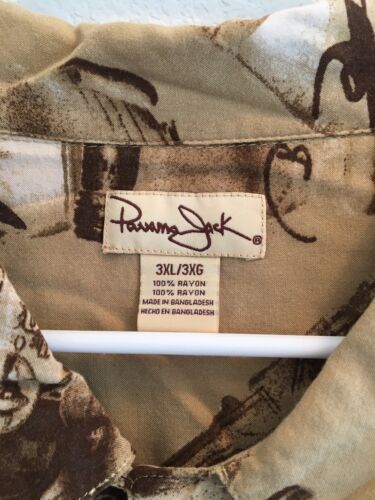 Panama Jack ®
3XL/3XG
100% RAYON
100% RAYON
MADE IN BANGLADESH
HECHO EN BANGLADESH